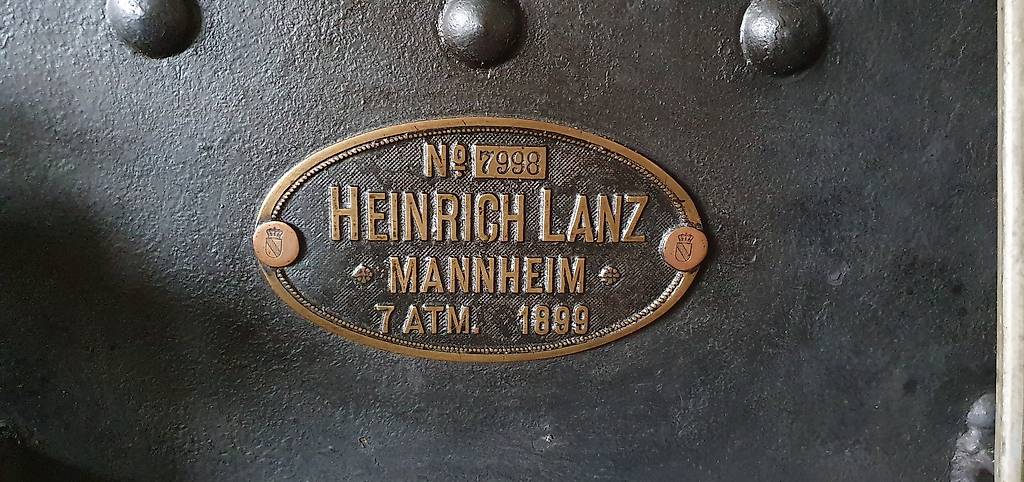 Nº 7998
HEINRICH LANZ
MANNHEIM
7 ATM. 1899